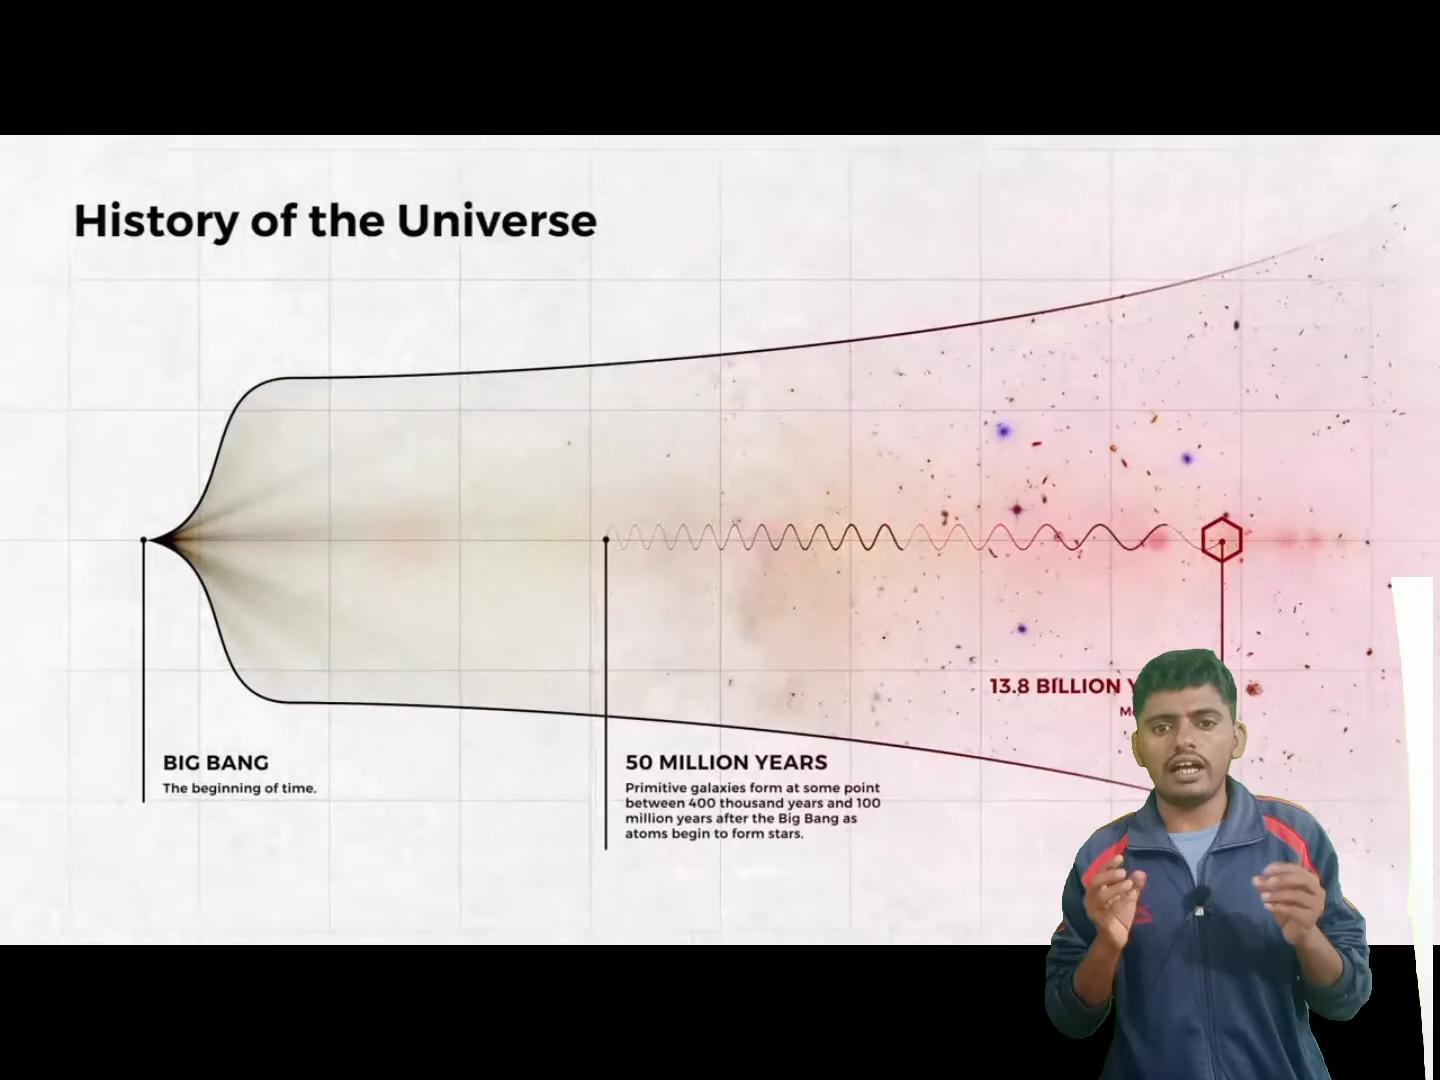 History of the Universe
13.8 BILLION
BIG BANG
The beginning of time.
50 MILLION YEARS
Primitive galaxies form at some point
between 400 thousand years and 100
million years after the Big Bang as
atoms begin to form stars.